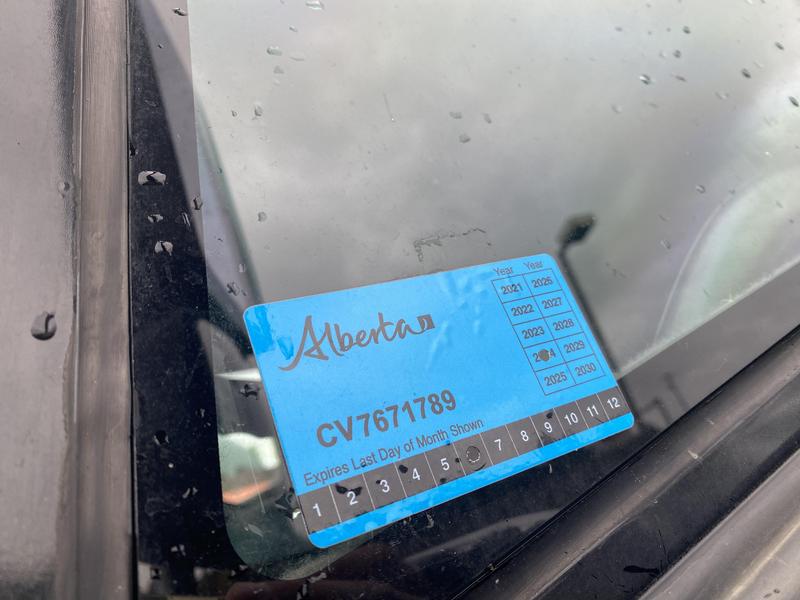 Alberta
Year Year
2021 2026
2022 2027
2023 2028
2024 2029
2025 2030
CV7671789
Expires Last Day of Month Shown
1 2 3 4 5 7 8 9 10 11 12